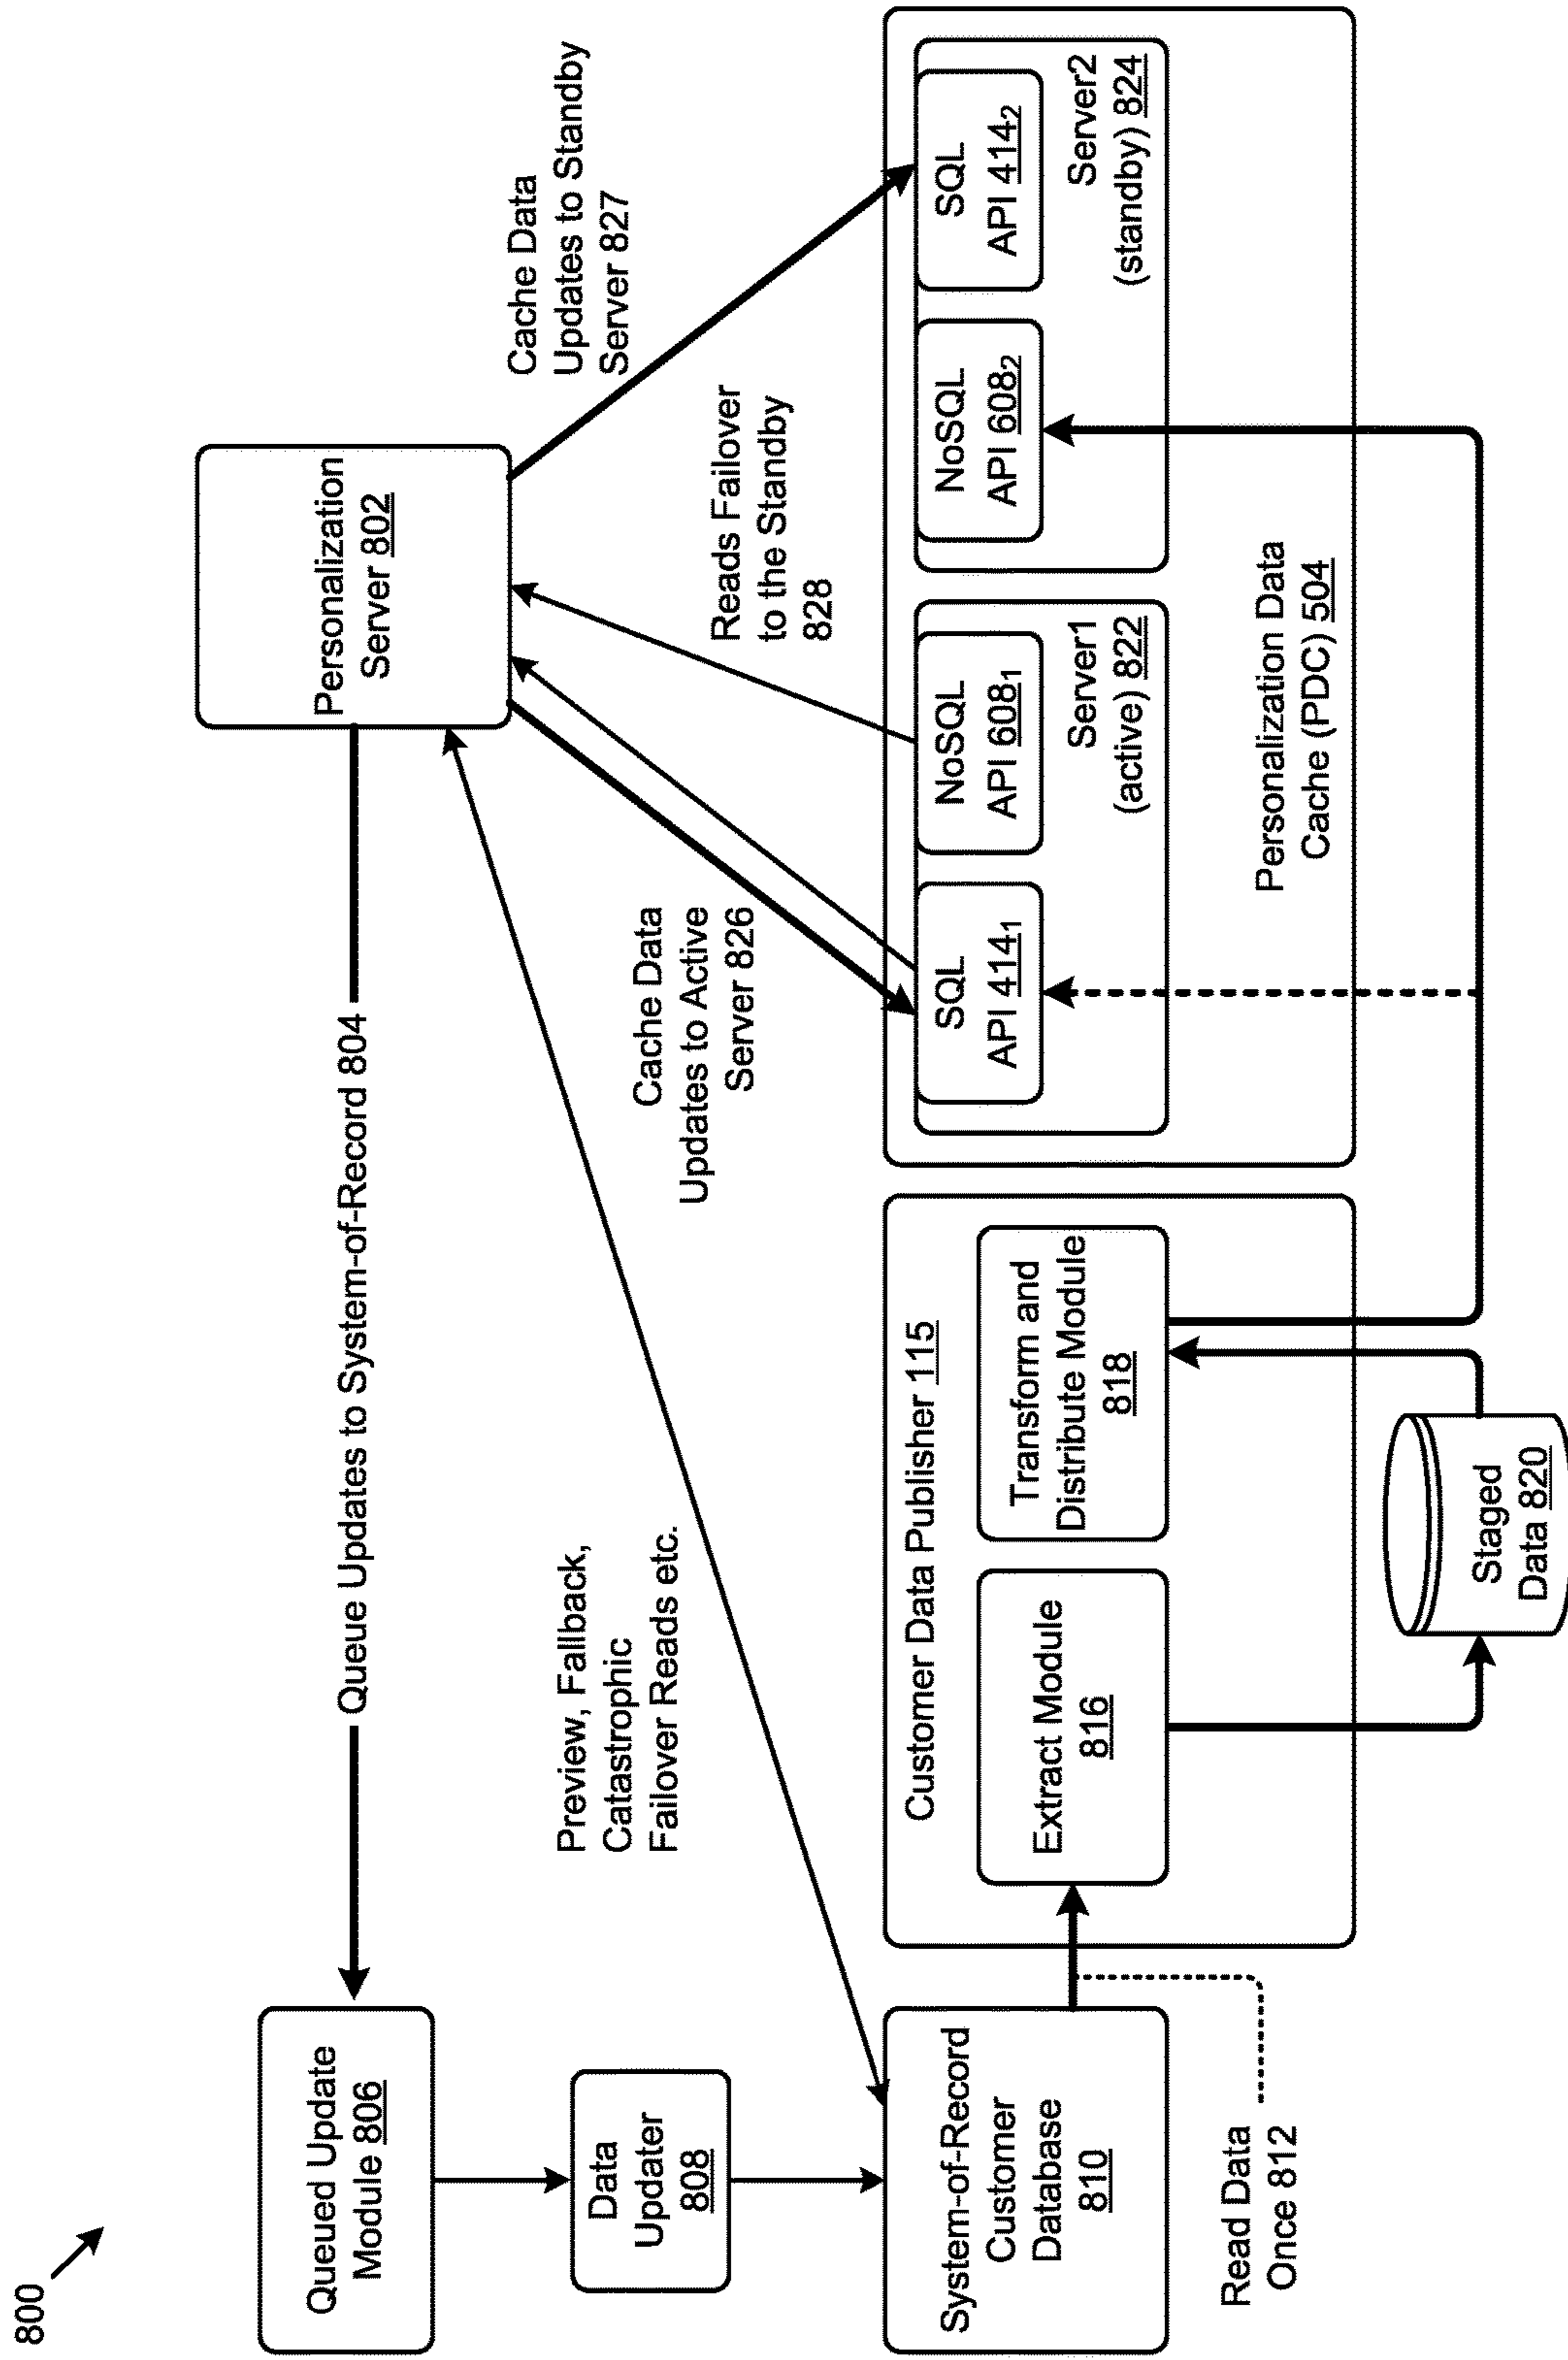 800
Queued Update
Module 806
Queue Updates to System-of-Record 804
Personalization
Server 802
Data
Updater
808
Preview, Fallback,
Catastrophic
Failover Reads etc.
Cache Data
Updates to Active
Server 826
Reads Failover
to the Standby
828
Cache Data
Updates to Standby
Server 827
System-of-Record
Customer
Database
810
Read Data
Once 812
Customer Data Publisher 115
Extract Module
816
Transform and
Distribute Module
818
Staged
Data 820
SQL
API 414₁
NoSQL
API 608₁
Server1
(active) 822
NoSQL
API 608₂
SQL
API 414₂
Server2
(standby) 824
Personalization Data
Cache (PDC) 504